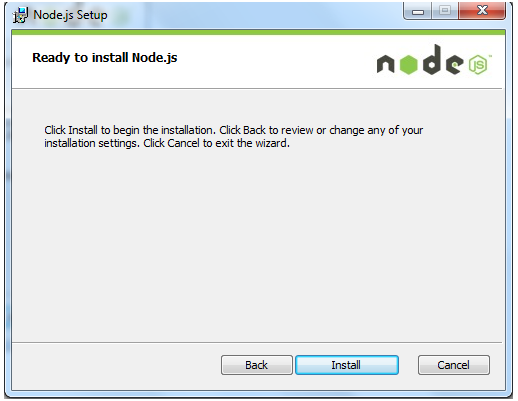 Node.js Setup
Ready to install Node.js
node JS
Click Install to begin the installation. Click Back to review or change any of your
installation settings. Click Cancel to exit the wizard.
Back Install Cancel